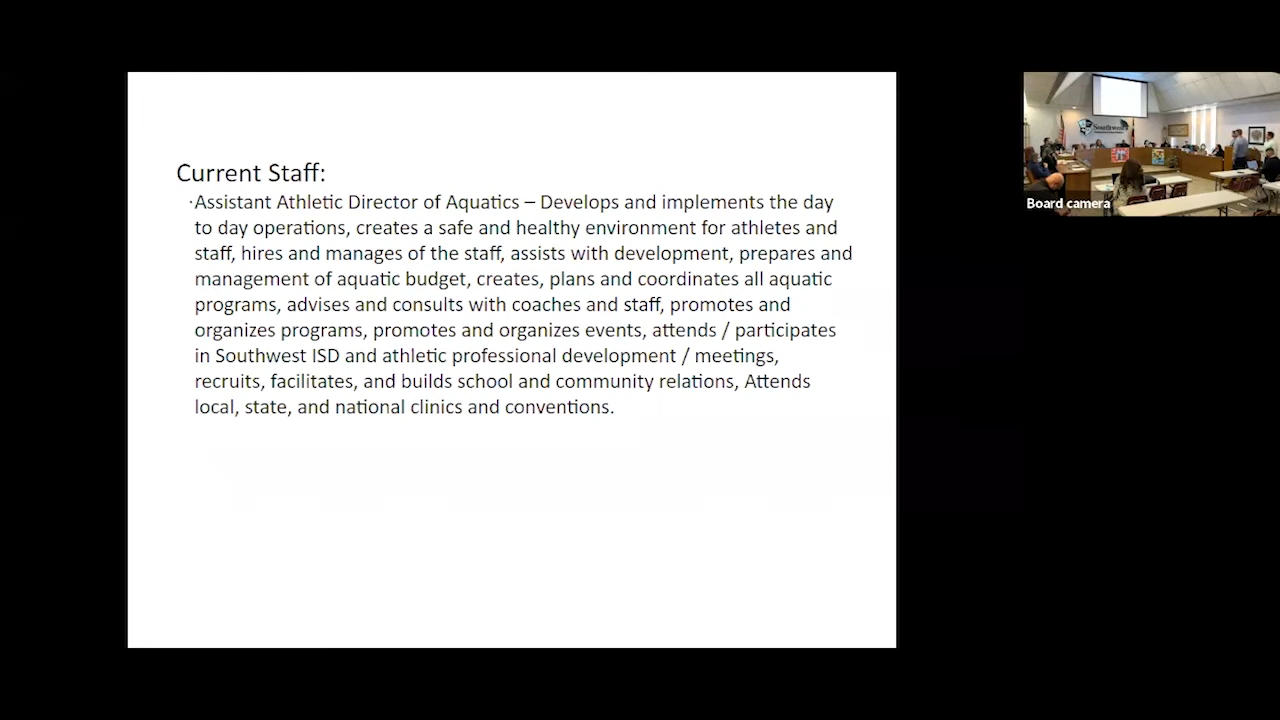 Current Staff:
·Assistant Athletic Director of Aquatics – Develops and implements the day
to day operations, creates a safe and healthy environment for athletes and
staff, hires and manages of the staff, assists with development, prepares and
management of aquatic budget, creates, plans and coordinates all aquatic
programs, advises and consults with coaches and staff, promotes and
organizes programs, promotes and organizes events, attends / participates
in Southwest ISD and athletic professional development / meetings,
recruits, facilitates, and builds school and community relations, Attends
local, state, and national clinics and conventions.
Southwest
Board camera